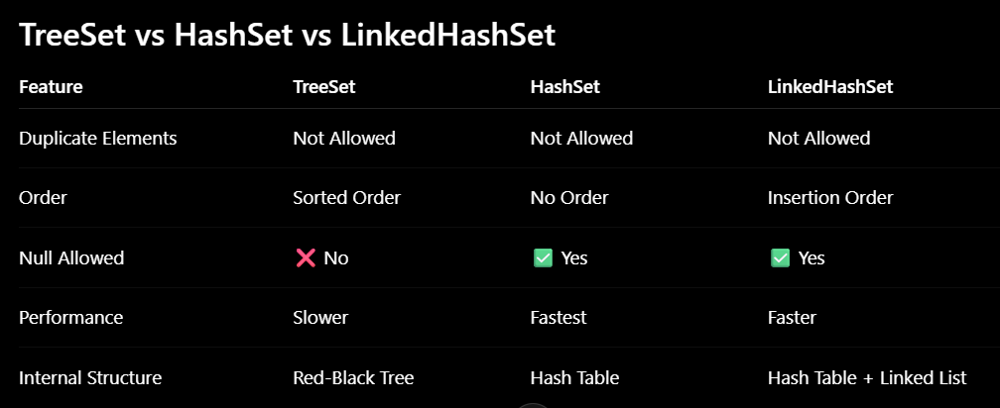 TreeSet vs HashSet vs LinkedHashSet
Feature TreeSet HashSet LinkedHashSet
Duplicate Elements Not Allowed Not Allowed Not Allowed
Order Sorted Order No Order Insertion Order
Null Allowed ❌ No ✅ Yes ✅ Yes
Performance Slower Fastest Faster
Internal Structure Red-Black Tree Hash Table Hash Table + Linked List